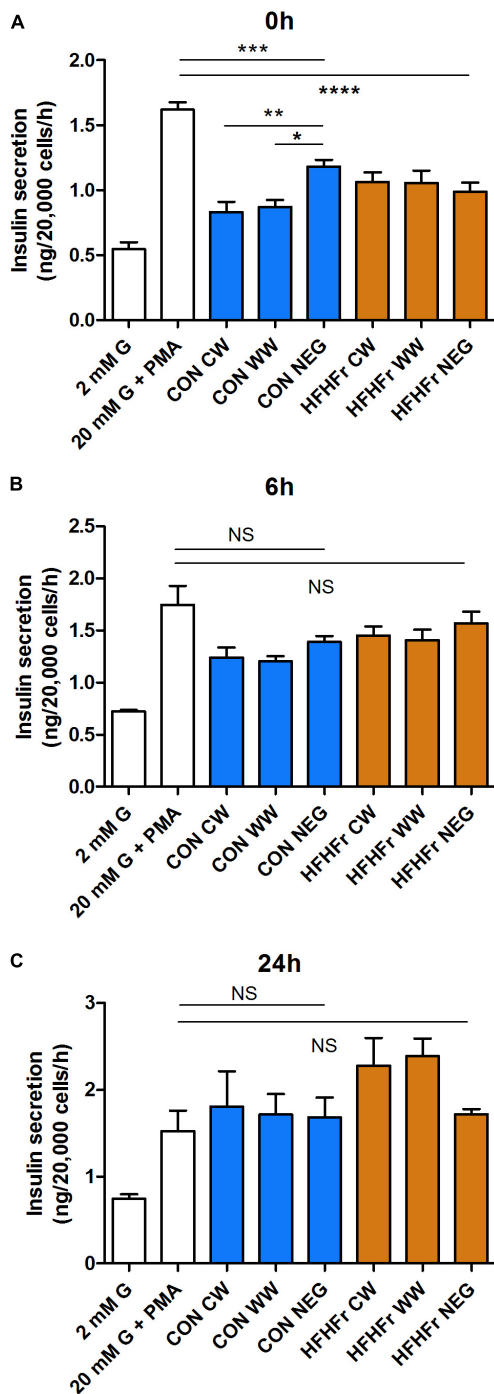 A
0h
***
****
**
*
2.0
1.5
1.0
0.5
0.0
Insulin secretion
(ng/20,000 cells/h)
2 mM G
20 mM G + PMA
CON CW
CON WW
CON NEG
HFHFr CW
HFHFr WW
HFHFr NEG
B
6h
NS
NS
2.5
2.0
1.5
1.0
0.5
0.0
Insulin secretion
(ng/20,000 cells/h)
2 mM G
20 mM G + PMA
CON CW
CON WW
CON NEG
HFHFr CW
HFHFr WW
HFHFr NEG
C
24h
NS
NS
3
2
1
0
Insulin secretion
(ng/20,000 cells/h)
2 mM G
20 mM G + PMA
CON CW
CON WW
CON NEG
HFHFr CW
HFHFr WW
HFHFr NEG